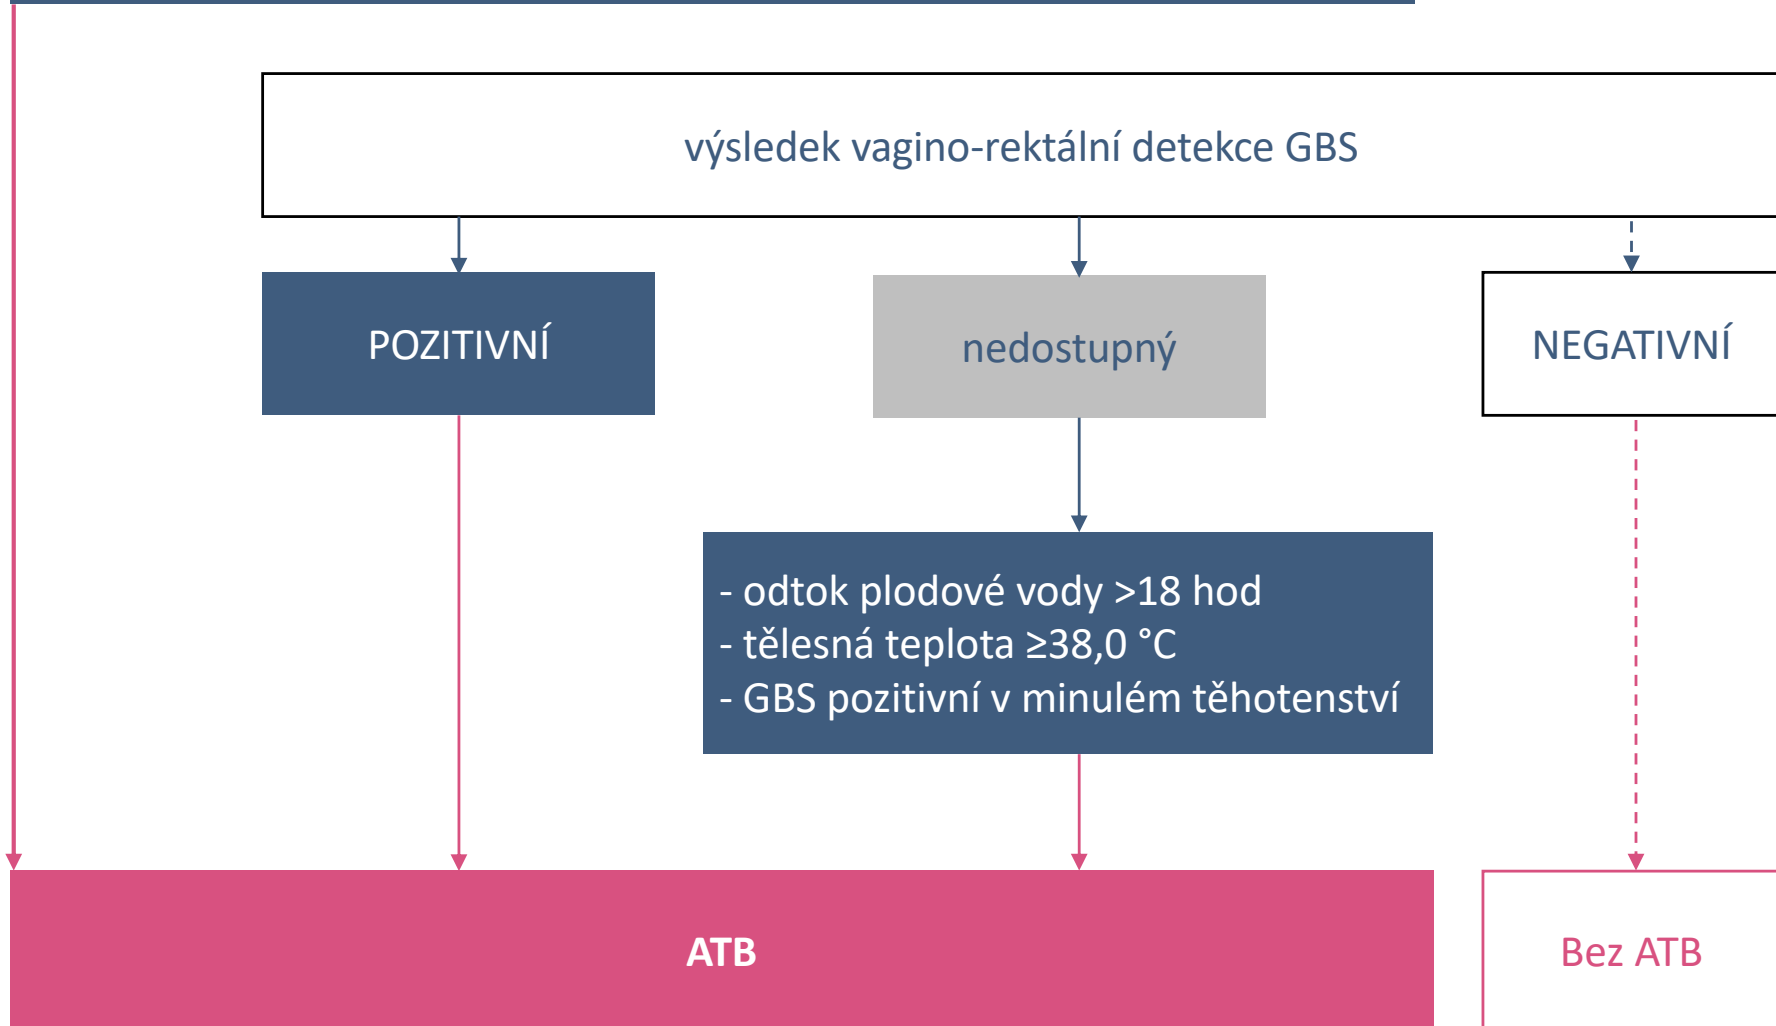 výsledek vagino-rektální detekce GBS
POZITIVNÍ
nedostupný
NEGATIVNÍ
- odtok plodové vody >18 hod
- tělesná teplota ≥38,0 °C
- GBS pozitivní v minulém těhotenství
ATB
Bez ATB